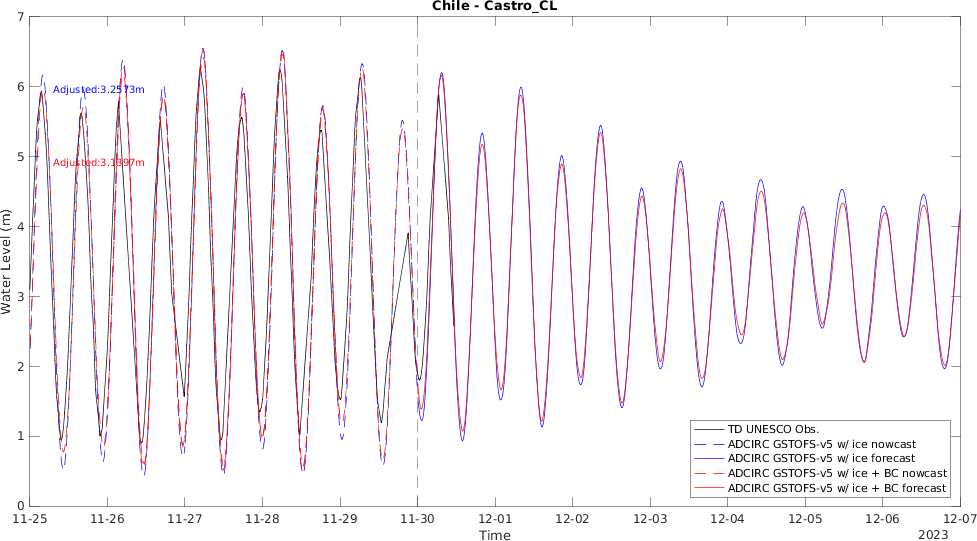 Chile - Castro_CL
Water Level (m)
7
6
5
4
3
2
1
0
Adjusted:3.2573m
Adjusted:3.1397m
TD UNESCO Obs.
ADCIRC GSTOFS-v5 w/ ice nowcast
ADCIRC GSTOFS-v5 w/ ice forecast
ADCIRC GSTOFS-v5 w/ ice + BC nowcast
ADCIRC GSTOFS-v5 w/ ice + BC forecast
11-25 11-26 11-27 11-28 11-29 11-30 12-01 12-02 12-03 12-04 12-05 12-06 12-07
Time
2023